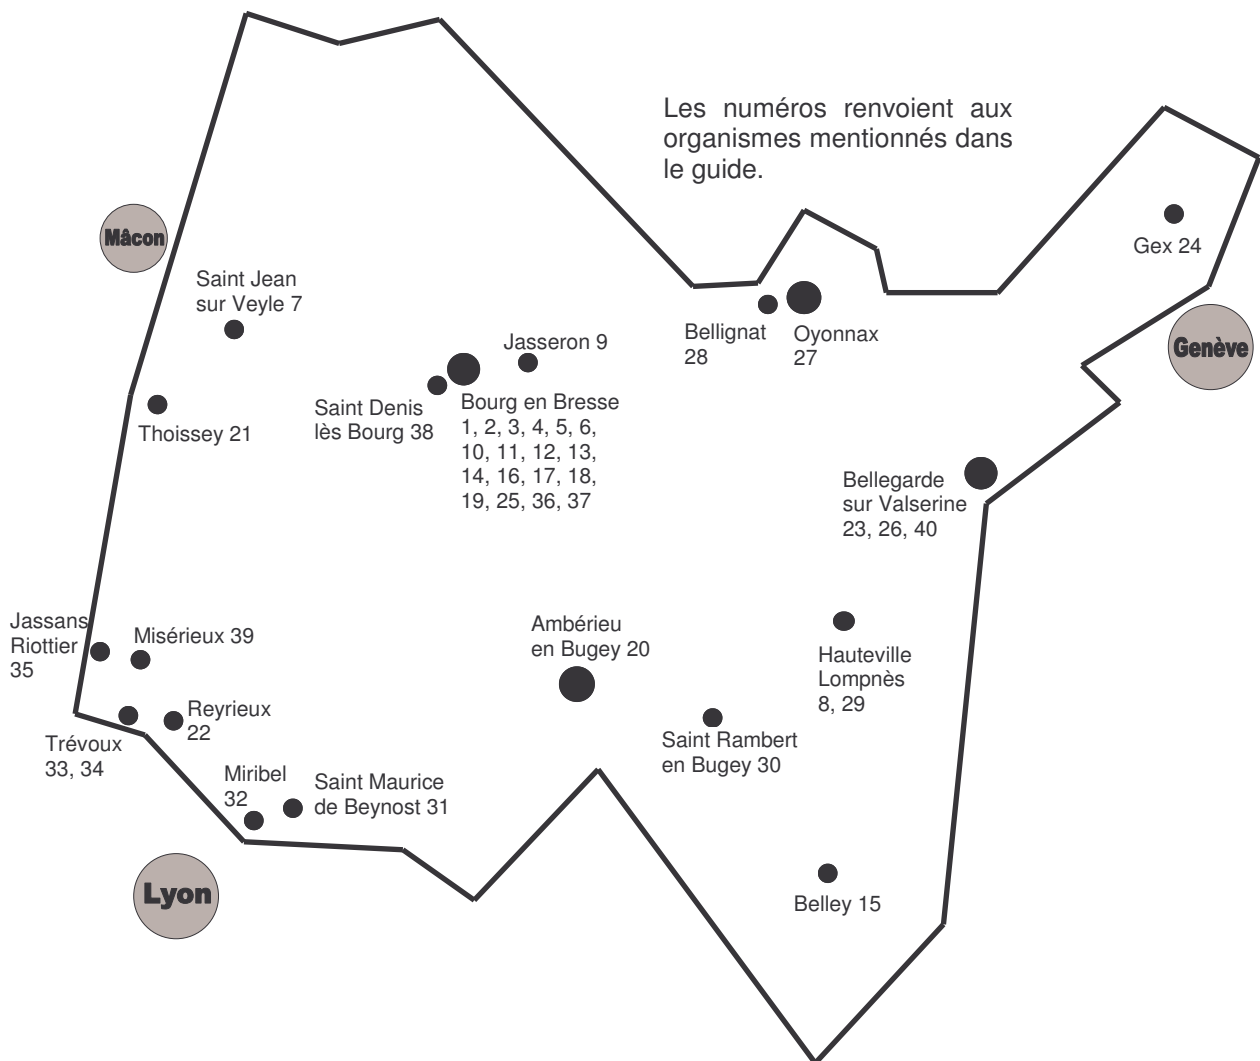 Les numéros renvoient aux
organismes mentionnés dans
le guide.
Mâcon
Gex 24
Saint Jean
sur Veyle 7
Bellignat
28
Oyonnax
27
Genève
Jasseron 9
Saint Denis
lès Bourg 38
Bourg en Bresse
1, 2, 3, 4, 5, 6,
10, 11, 12, 13,
14, 16, 17, 18,
19, 25, 36, 37
Thoissey 21
Bellegarde
sur Valserine
23, 26, 40
Jassans
Riottier
35
Misérieux 39
Ambérieu
en Bugey 20
Hauteville
Lompnès
8, 29
Reyrieux
22
Trévoux
33, 34
Saint Rambert
en Bugey 30
Miribel
32
Saint Maurice
de Beynost 31
Lyon
Belley 15